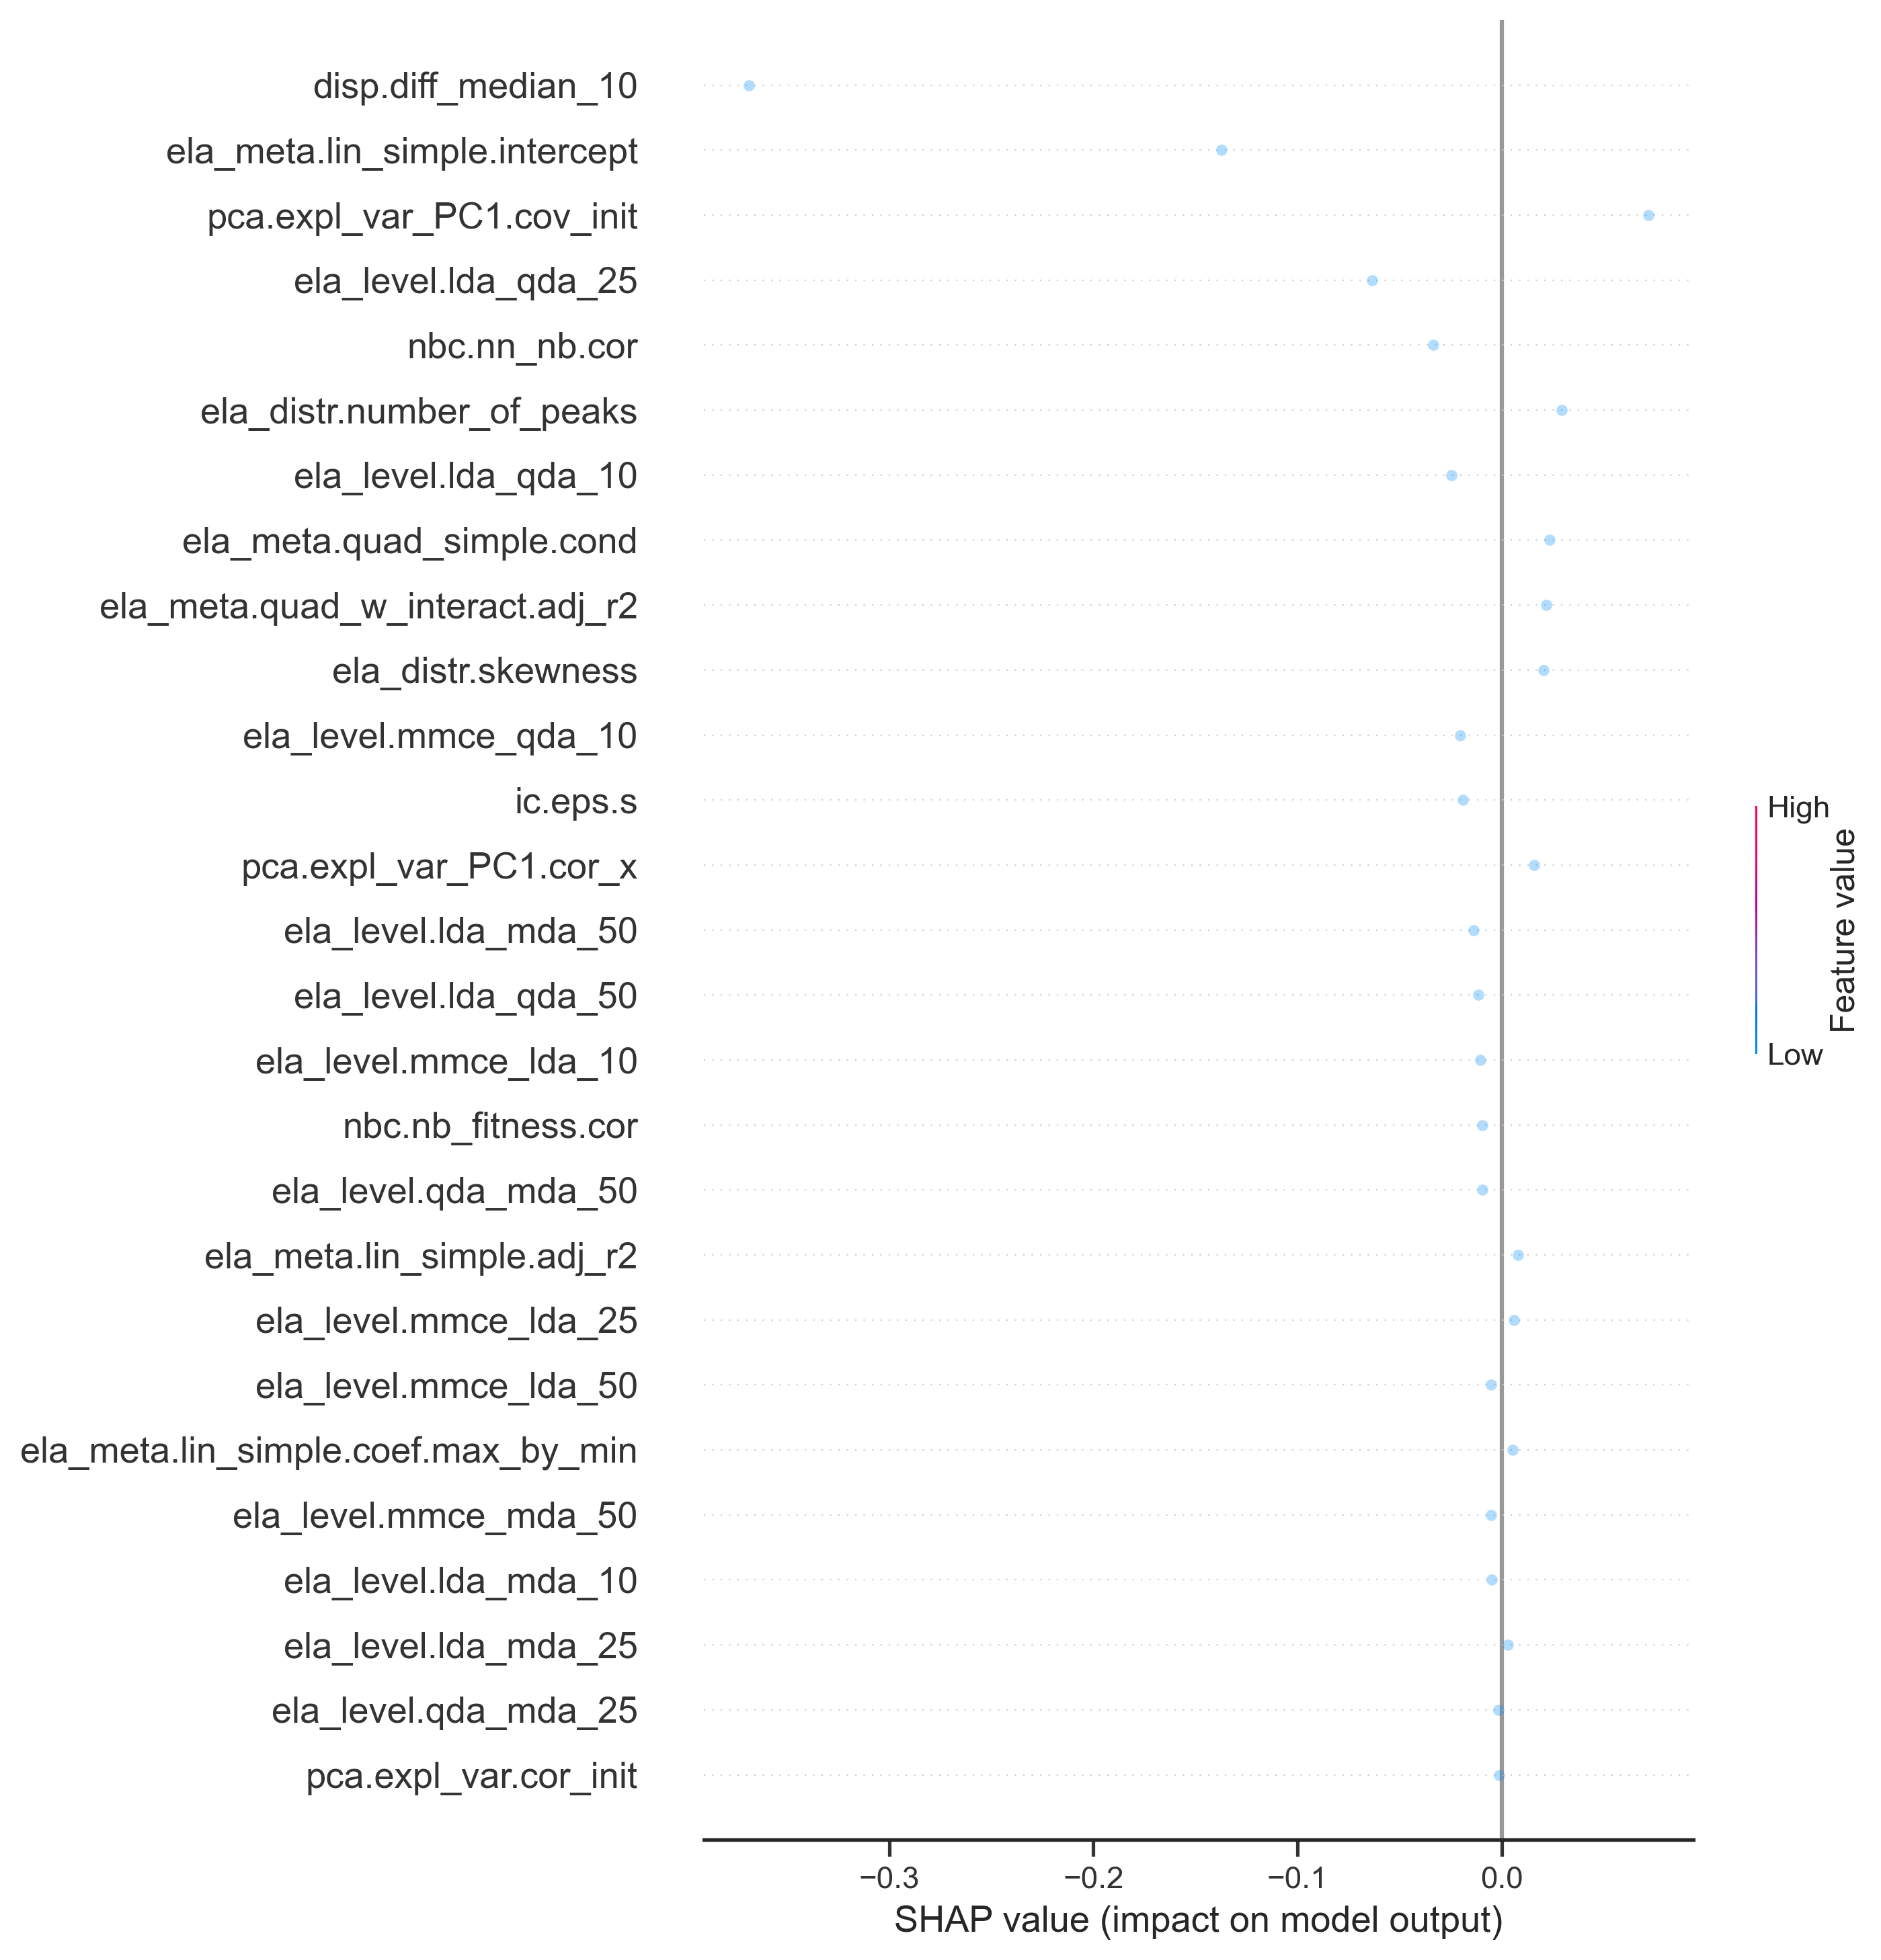 disp.diff_median_10
ela_meta.lin_simple.intercept
pca.expl_var_PC1.cov_init
ela_level.lda_qda_25
nbc.nn_nb.cor
ela_distr.number_of_peaks
ela_level.lda_qda_10
ela_meta.quad_simple.cond
ela_meta.quad_w_interact.adj_r2
ela_distr.skewness
ela_level.mmce_qda_10
ic.eps.s
pca.expl_var_PC1.cor_x
ela_level.lda_mda_50
ela_level.lda_qda_50
ela_level.mmce_lda_10
nbc.nb_fitness.cor
ela_level.qda_mda_50
ela_meta.lin_simple.adj_r2
ela_level.mmce_lda_25
ela_level.mmce_lda_50
ela_meta.lin_simple.coef.max_by_min
ela_level.mmce_mda_50
ela_level.lda_mda_10
ela_level.lda_mda_25
ela_level.qda_mda_25
pca.expl_var.cor_init
−0.3 −0.2 −0.1 0.0
SHAP value (impact on model output)
High
Feature value
Low